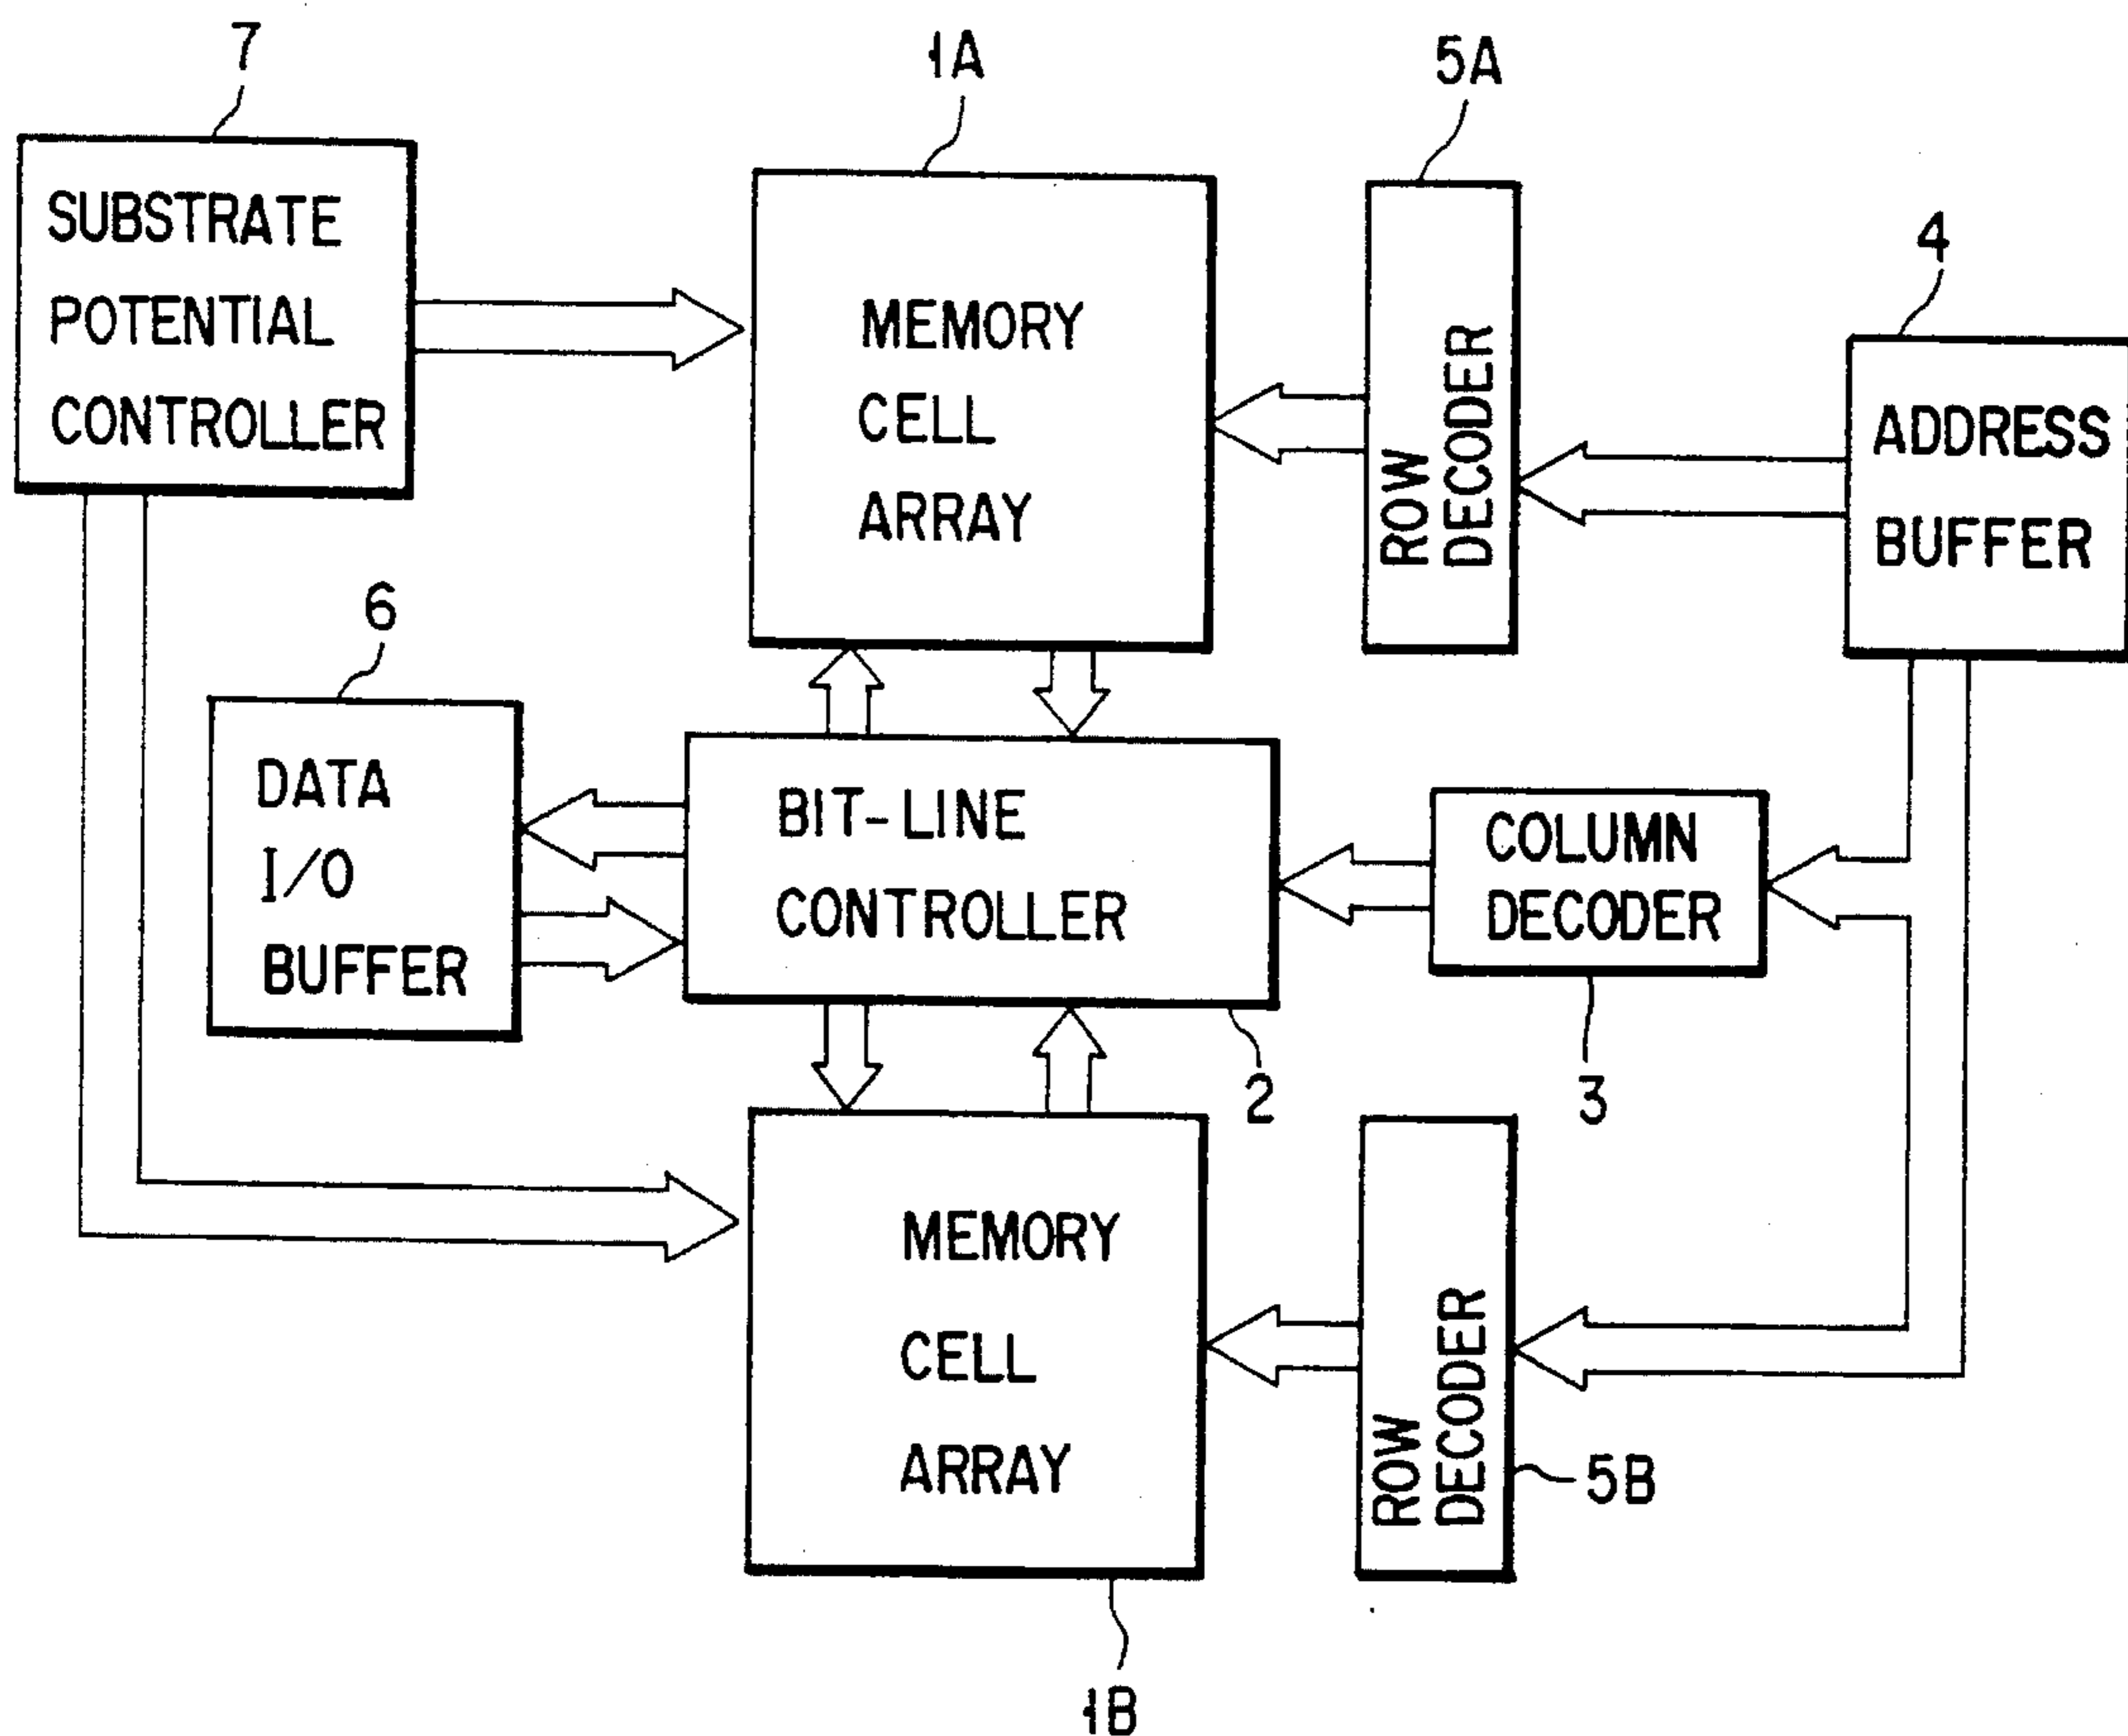 7
1A
5A
4
SUBSTRATE
POTENTIAL
CONTROLLER
MEMORY
CELL
ARRAY
ROW
DECODER
ADDRESS
BUFFER
6
DATA
I/O
BUFFER
BIT-LINE
CONTROLLER
COLUMN
DECODER
2
3
MEMORY
CELL
ARRAY
ROW
DECODER
5B
1B